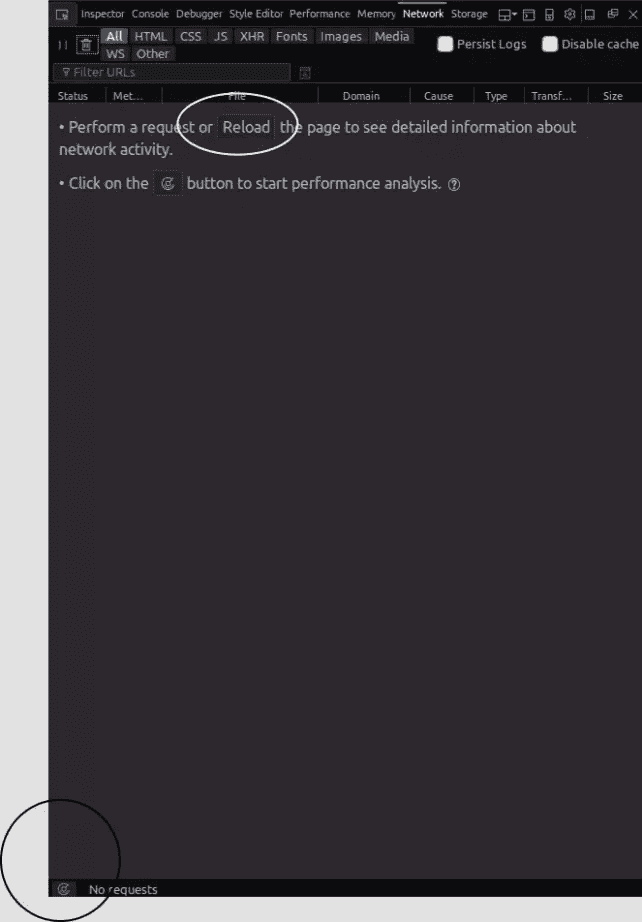 Inspector Console Debugger Style Editor Performance Memory Network Storage
All HTML CSS JS XHR Fonts Images Media
Persist Logs Disable cache
WS Other
Filter URLs
Status Met... File Domain Cause Type Transf... Size
• Perform a request or Reload the page to see detailed information about
network activity.
• Click on the button to start performance analysis.
No requests